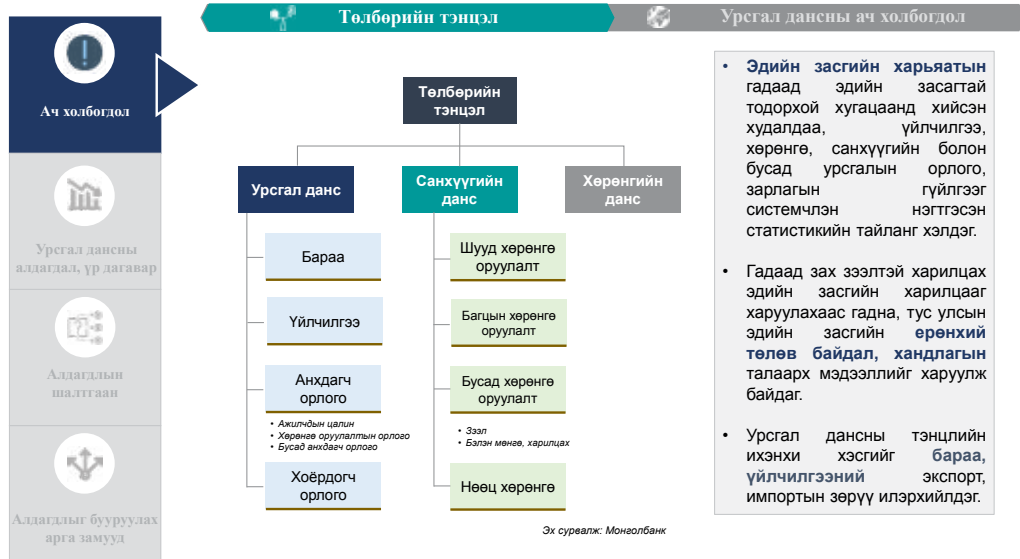 Төлбөрийн тэнцэл
Урсгал дансны ач холбогдол
Ач холбогдол
Урсгал дансны
алдагдал, үр дагавар
Алдагдлын
шалтгаан
Алдагдлыг бууруулах
арга замууд
Төлбөрийн
тэнцэл
Урсгал данс
Санхүүгийн
данс
Хөрөнгийн
данс
Бараа
Үйлчилгээ
Анхдагч
орлого
• Ажилчдын цалин
• Хөрөнгө оруулалтын орлого
• Бусад анхдагч орлого
Хоёрдогч
орлого
Шууд хөрөнгө
оруулалт
Багцын хөрөнгө
оруулалт
Бусад хөрөнгө
оруулалт
• Зээл
• Бэлэн мөнгө, харилцах
Нөөц хөрөнгө
Эх сурвалж: Монголбанк
• Эдийн засгийн харьяатын
гадаад эдийн засагтай
тодорхой хугацаанд хийсэн
худалдаа, үйлчилгээ,
хөрөнгө, санхүүгийн болон
бусад урсгалын орлого,
зарлагын гүйлгээг
системчлэн нэгтгэсэн
статистикийн тайланг хэлдэг.
• Гадаад зах зээлтэй харилцах
эдийн засгийн харилцааг
харуулахаас гадна, тус улсын
эдийн засгийн ерөнхий
төлөв байдал, хандлагын
талаарх мэдээллийг харуулж
байдаг.
• Урсгал дансны тэнцлийн
ихэнхи хэсгийг бараа,
үйлчилгээний экспорт,
импортын зөрүү илэрхийлдэг.